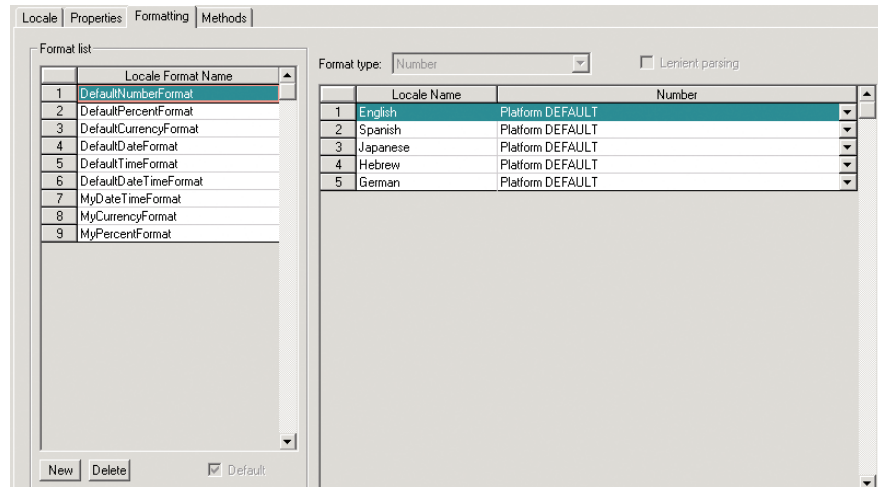 Locale Properties Formatting Methods
Format list
Locale Format Name
1 DefaultNumberFormat
2 DefaultPercentFormat
3 DefaultCurrencyFormat
4 DefaultDateFormat
5 DefaultTimeFormat
6 DefaultDateTimeFormat
7 MyDateTimeFormat
8 MyCurrencyFormat
9 MyPercentFormat
New Delete Default
Format type: Number Lenient parsing
Locale Name Number
1 English Platform DEFAULT
2 Spanish Platform DEFAULT
3 Japanese Platform DEFAULT
4 Hebrew Platform DEFAULT
5 German Platform DEFAULT